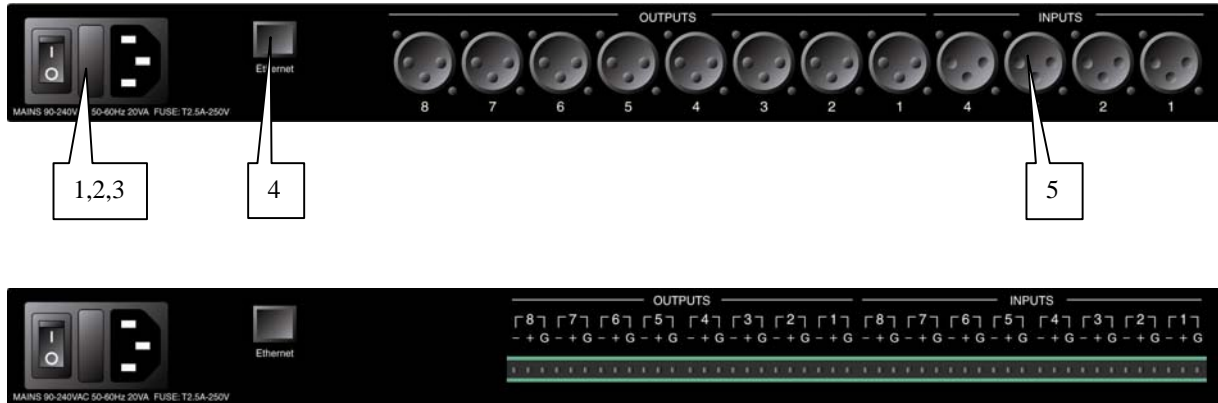 OUTPUTS INPUTS
Ethernet
8 7 6 5 4 3 2 1 4 2 1
MAINS 90-240VAC 50-60Hz 20VA FUSE: T2.5A-250V
1,2,3 4 5
OUTPUTS INPUTS
8 7 6 5 4 3 2 1 8 7 6 5 4 3 2 1
- + G - + G - + G - + G - + G - + G - + G - + G - + G - + G - + G - + G - + G - + G - + G - + G
Ethernet
MAINS 90-240VAC 50-60Hz 20VA FUSE: T2.5A-250V